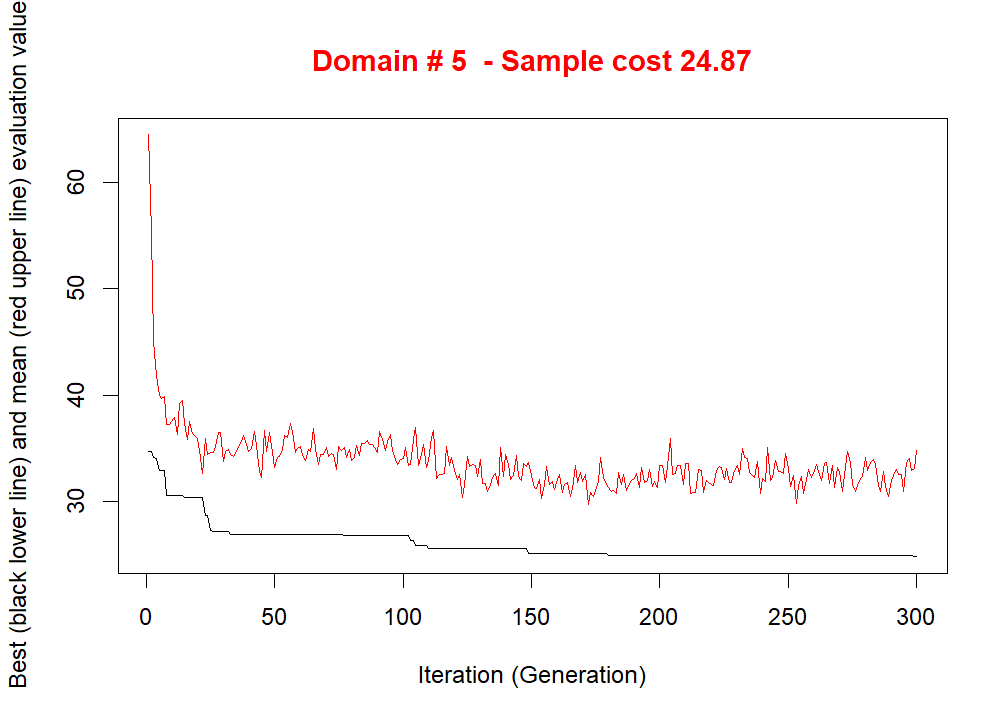 Domain # 5  - Sample cost 24.87
Best (black lower line) and mean (red upper line) evaluation value
60
50
40
30
0 50 100 150 200 250 300
Iteration (Generation)